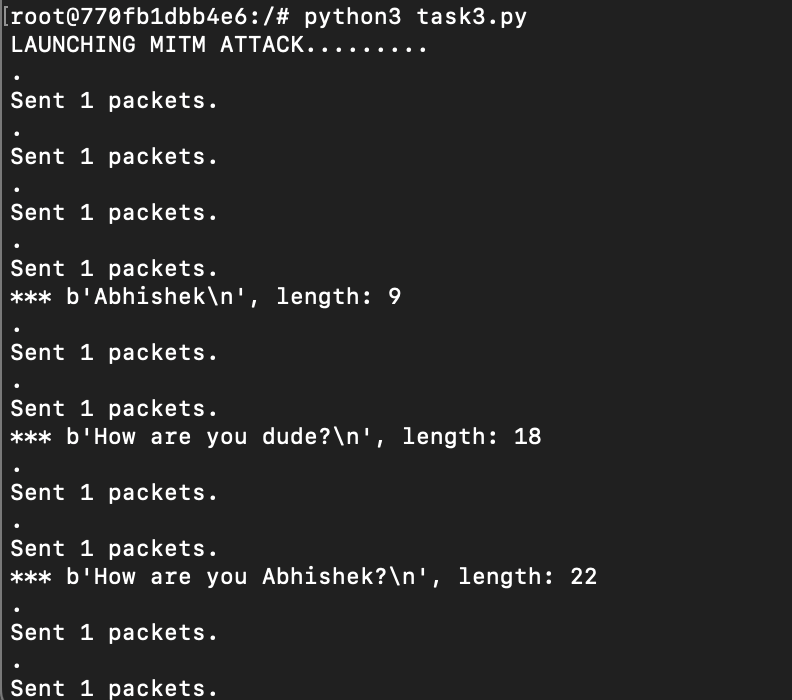 [root@770fb1dbb4e6:/# python3 task3.py
LAUNCHING MITM ATTACK.........
.
Sent 1 packets.
.
Sent 1 packets.
.
Sent 1 packets.
.
Sent 1 packets.
*** b'Abhishek\n', length: 9
.
Sent 1 packets.
.
Sent 1 packets.
*** b'How are you dude?\n', length: 18
.
Sent 1 packets.
.
Sent 1 packets.
*** b'How are you Abhishek?\n', length: 22
.
Sent 1 packets.
.
Sent 1 packets.